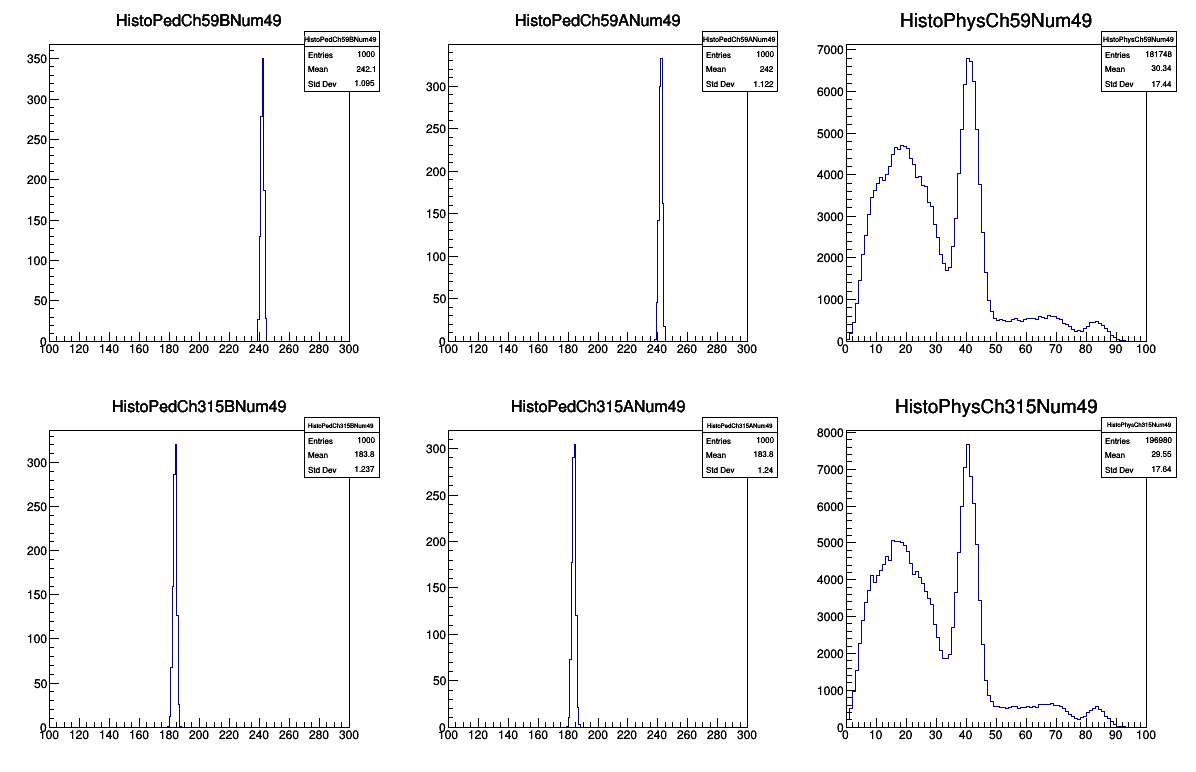 HistoPedCh59BNum49
HistoPedCh59BNum49
Entries 1000
Mean 242.1
Std Dev 1.095
350
300
250
200
150
100
50
0
100 120 140 160 180 200 220 240 260 280 300
HistoPedCh59ANum49
HistoPedCh59ANum49
Entries 1000
Mean 242
Std Dev 1.122
300
250
200
150
100
50
0
100 120 140 160 180 200 220 240 260 280 300
HistoPhysCh59Num49
HistoPhysCh59Num49
Entries 181748
Mean 30.34
Std Dev 17.44
7000
6000
5000
4000
3000
2000
1000
0
0 10 20 30 40 50 60 70 80 90 100
HistoPedCh315BNum49
HistoPedCh315BNum49
Entries 1000
Mean 183.8
Std Dev 1.237
300
250
200
150
100
50
0
100 120 140 160 180 200 220 240 260 280 300
HistoPedCh315ANum49
HistoPedCh315ANum49
Entries 1000
Mean 183.8
Std Dev 1.24
300
250
200
150
100
50
0
100 120 140 160 180 200 220 240 260 280 300
HistoPhysCh315Num49
HistoPhysCh315Num49
Entries 196980
Mean 29.55
Std Dev 17.64
8000
7000
6000
5000
4000
3000
2000
1000
0
0 10 20 30 40 50 60 70 80 90 100